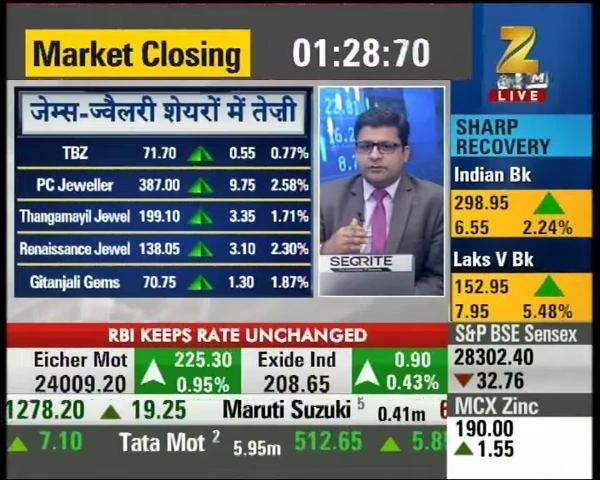 Market Closing
01:28:70
Z
LIVE
जेम्स-ज्वैलरी शेयरों में तेज़ी
TBZ 71.70 0.55 0.77%
PC Jeweller 387.00 9.75 2.58%
Thangamayil Jewel 199.10 3.35 1.71%
Renaissance Jewel 138.05 3.10 2.30%
Gitanjali Gems 70.75 1.30 1.87%
SEQRITE
SHARP
RECOVERY
Indian Bk
298.95
6.55 2.24%
Laks V Bk
152.95
7.95 5.48%
RBI KEEPS RATE UNCHANGED
Eicher Mot 225.30
24009.20 0.95%
Exide Ind 0.90
208.65 0.43%
S&P BSE Sensex
28302.40
32.76
MCX Zinc
190.00
1.55
1278.20 19.25 Maruti Suzuki 5 0.41m
7.10 Tata Mot 2 5.95m 512.65 5.8